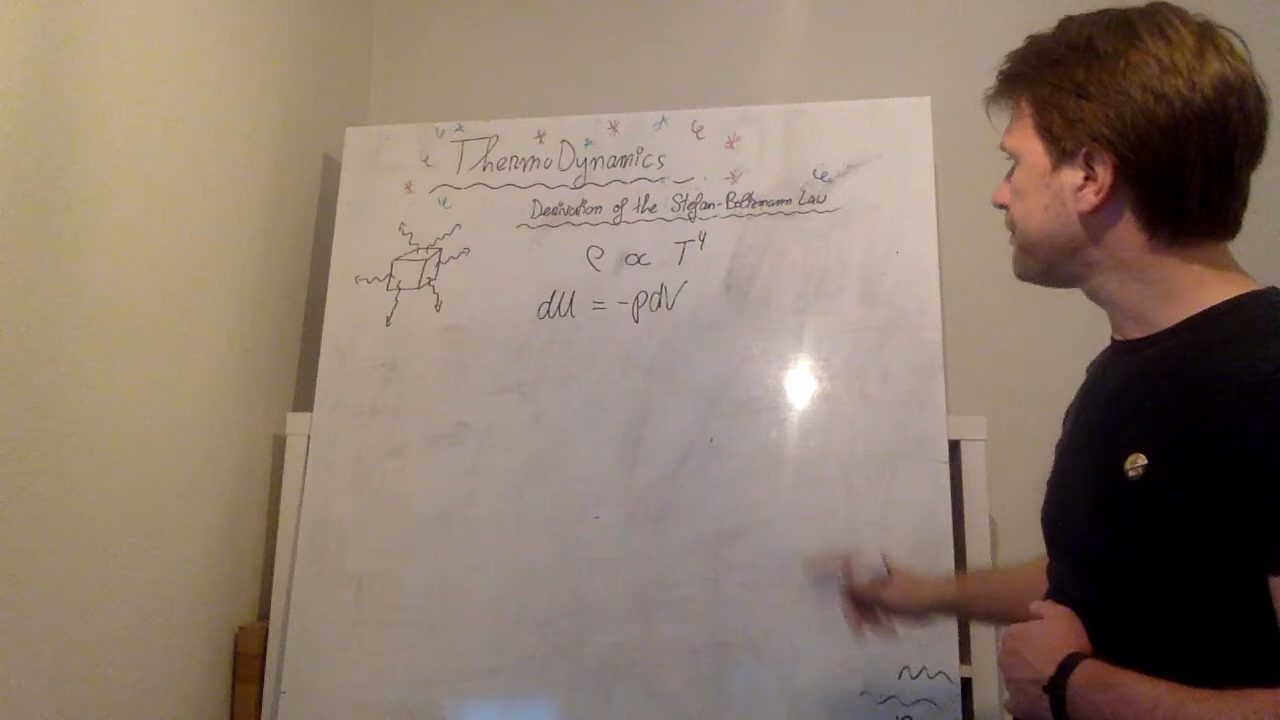 ThermoDynamics
Derivation of the Stefan-Boltzmann Law
ρ ∝ T⁴
dU = -pdV